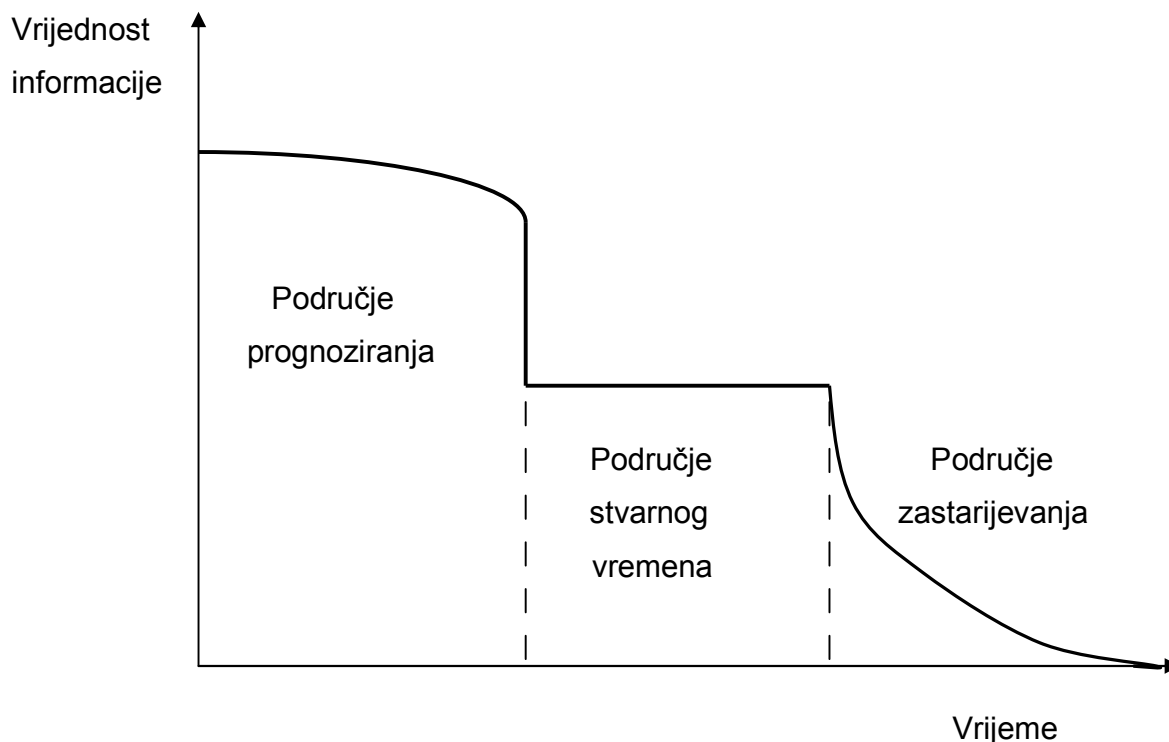 Vrijednost
informacije
Područje
prognoziranja
Područje
stvarnog
vremena
Područje
zastarijevanja
Vrijeme